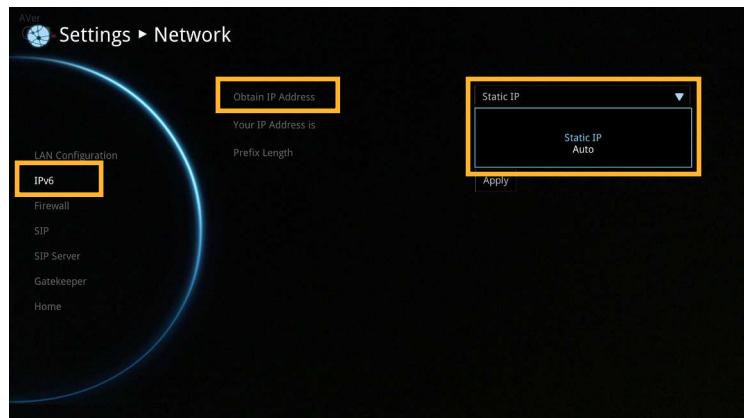 AVer
Settings ▸ Network
Obtain IP Address
Static IP
Your IP Address is
Static IP
Auto
Prefix Length
LAN Configuration
IPv6
Apply
Firewall
SIP
SIP Server
Gatekeeper
Home